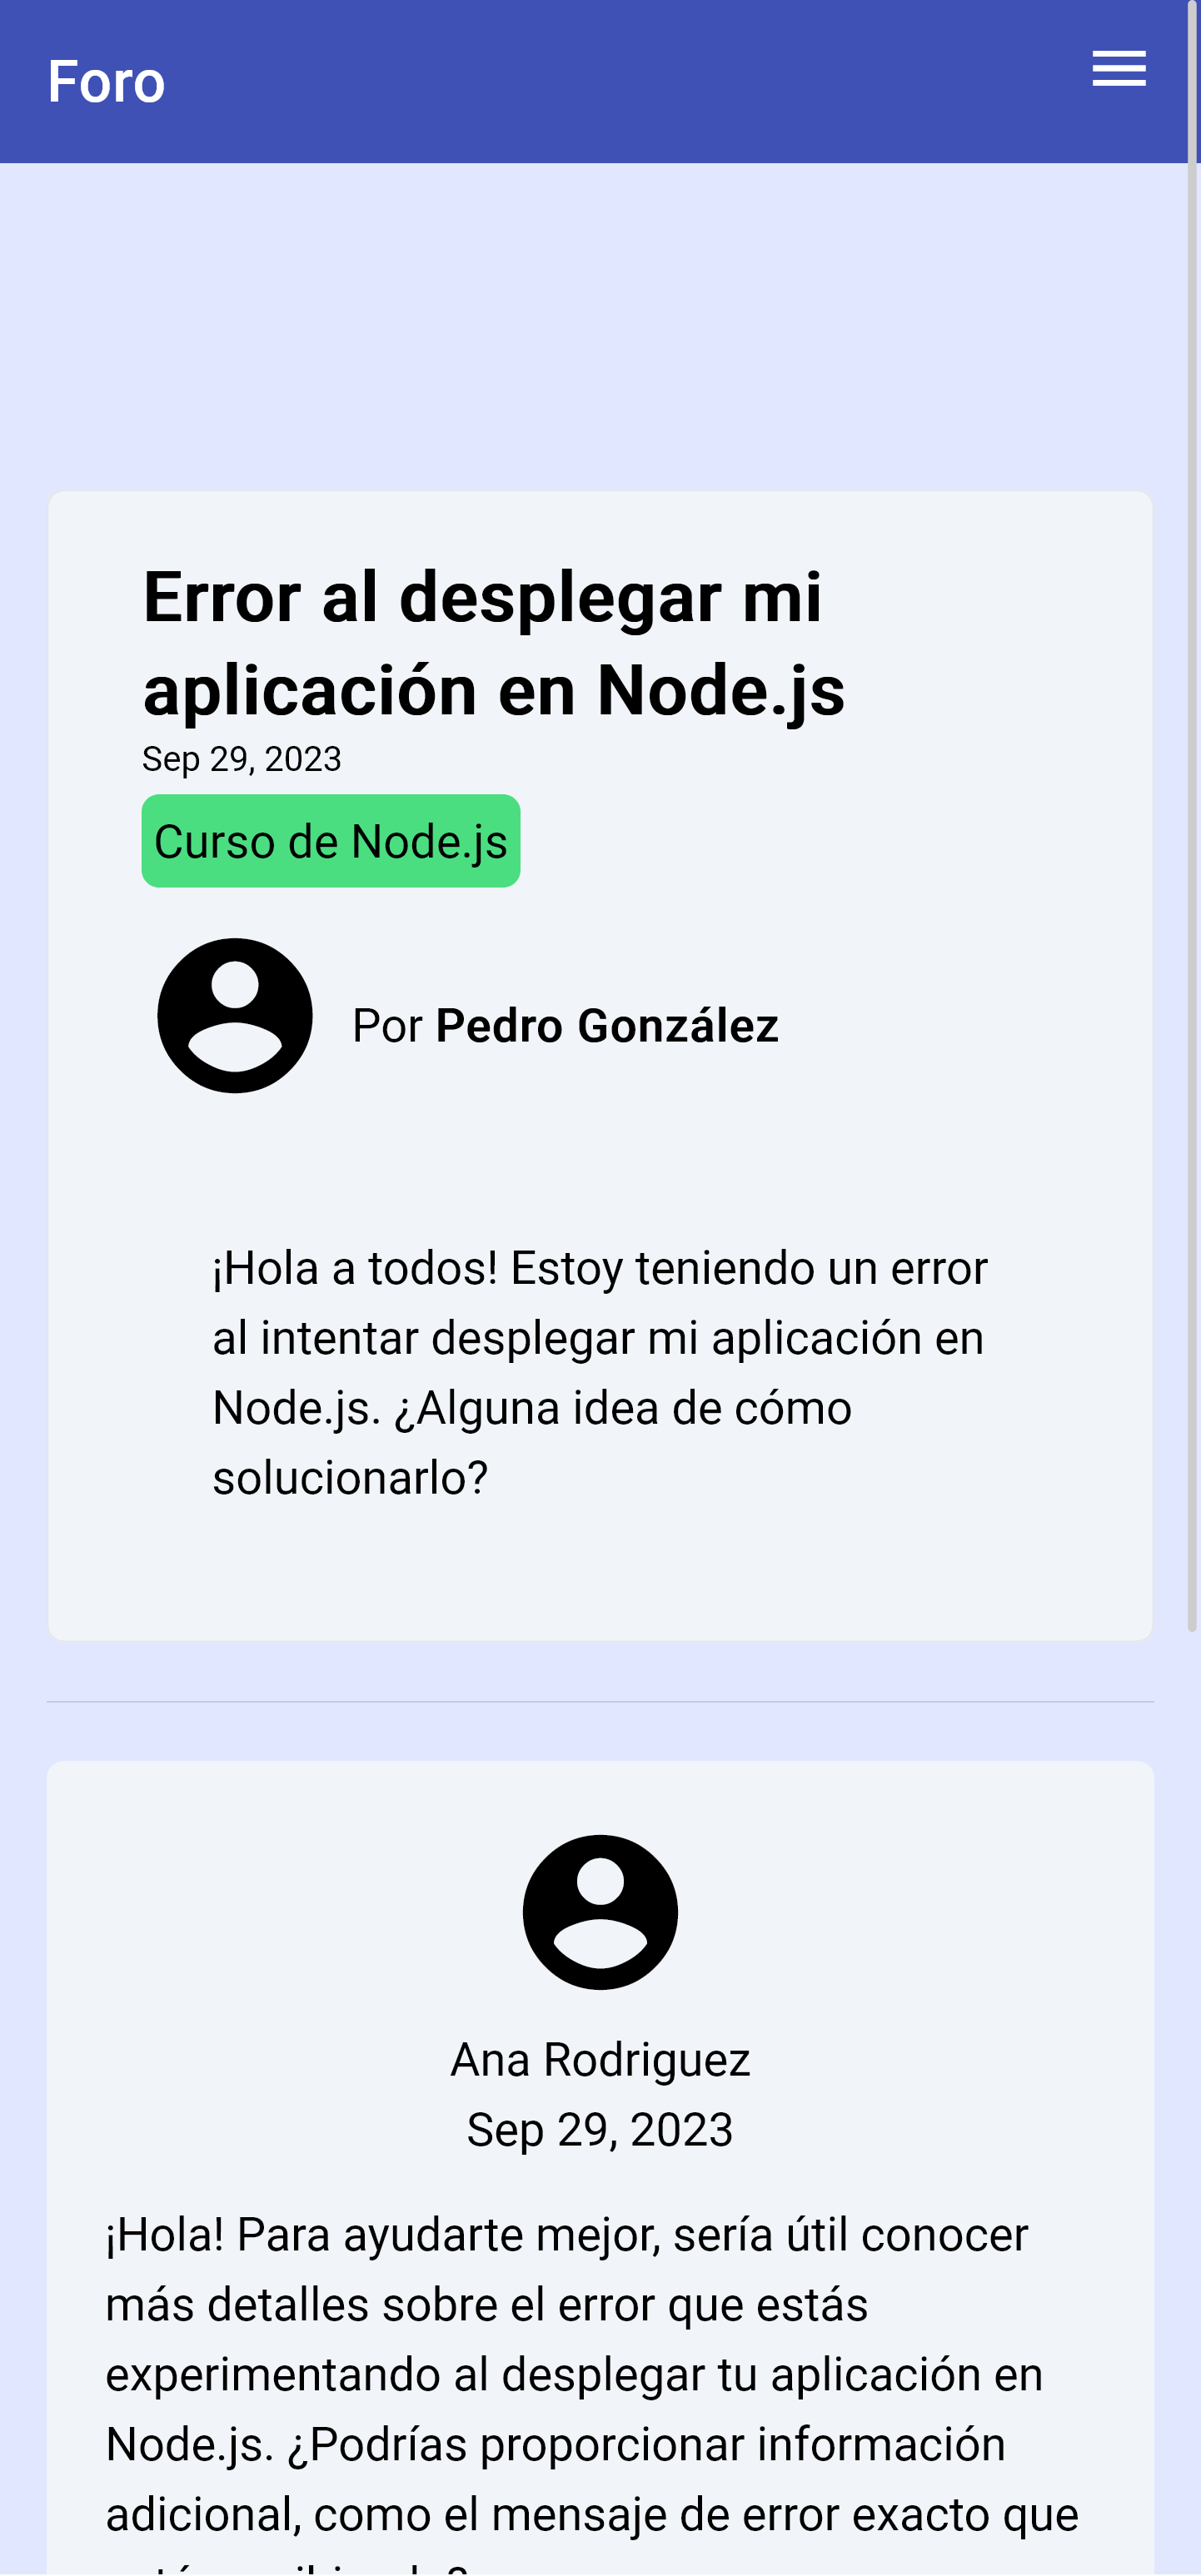 Foro
Error al desplegar mi
aplicación en Node.js
Sep 29, 2023
Curso de Node.js
Por Pedro González
¡Hola a todos! Estoy teniendo un error
al intentar desplegar mi aplicación en
Node.js. ¿Alguna idea de cómo
solucionarlo?
Ana Rodriguez
Sep 29, 2023
¡Hola! Para ayudarte mejor, sería útil conocer
más detalles sobre el error que estás
experimentando al desplegar tu aplicación en
Node.js. ¿Podrías proporcionar información
adicional, como el mensaje de error exacto que